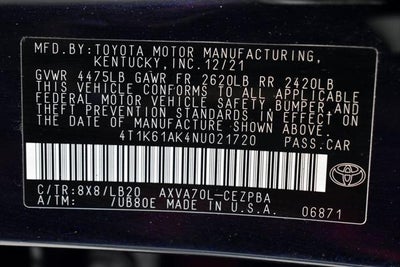 MFD.BY:TOYOTA MOTOR MANUFACTURING,
KENTUCKY,INC.12/21
GVWR 4475LB GAWR FR 2620LB RR 2420LB
THIS VEHICLE CONFORMS TO ALL APPLICABLE
FEDERAL MOTOR VEHICLE SAFETY,BUMPER,AND
THEFT PREVENTION STANDARDS IN EFFECT ON
THE DATE OF MANUFACTURE SHOWN ABOVE.
4T1K61AK4NU021720 PASS.CAR
C/TR:8X8/LB20 AXVA70L-CEZPBA
A/TM: /UB80E MADE IN U.S.A. 06871
TOYOTA